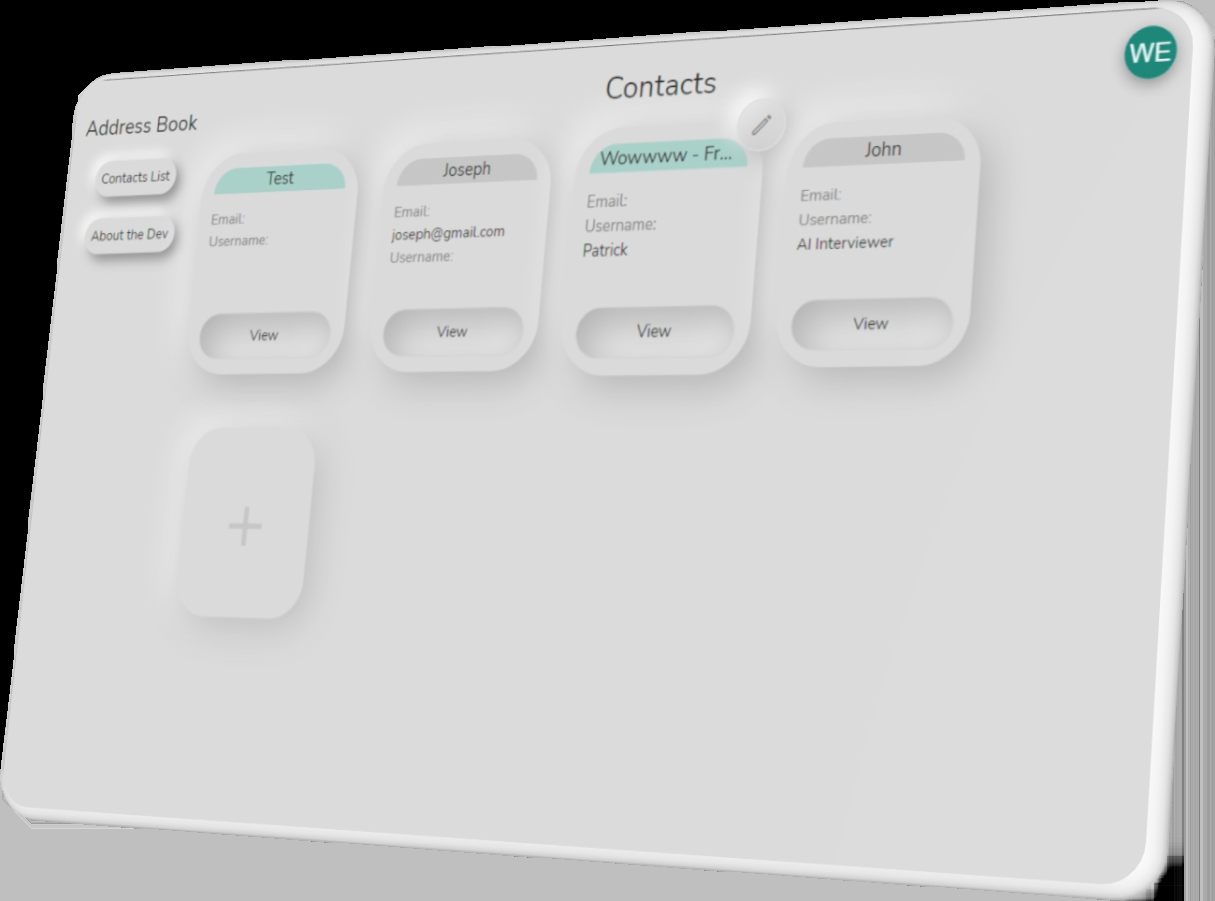 WE
Contacts
Address Book
Contacts List
About the Dev
Test
Email:
Username:
View
Joseph
Email:
joseph@gmail.com
Username:
View
Wowwww - Fr...
Email:
Username:
Patrick
View
John
Email:
Username:
AI Interviewer
View